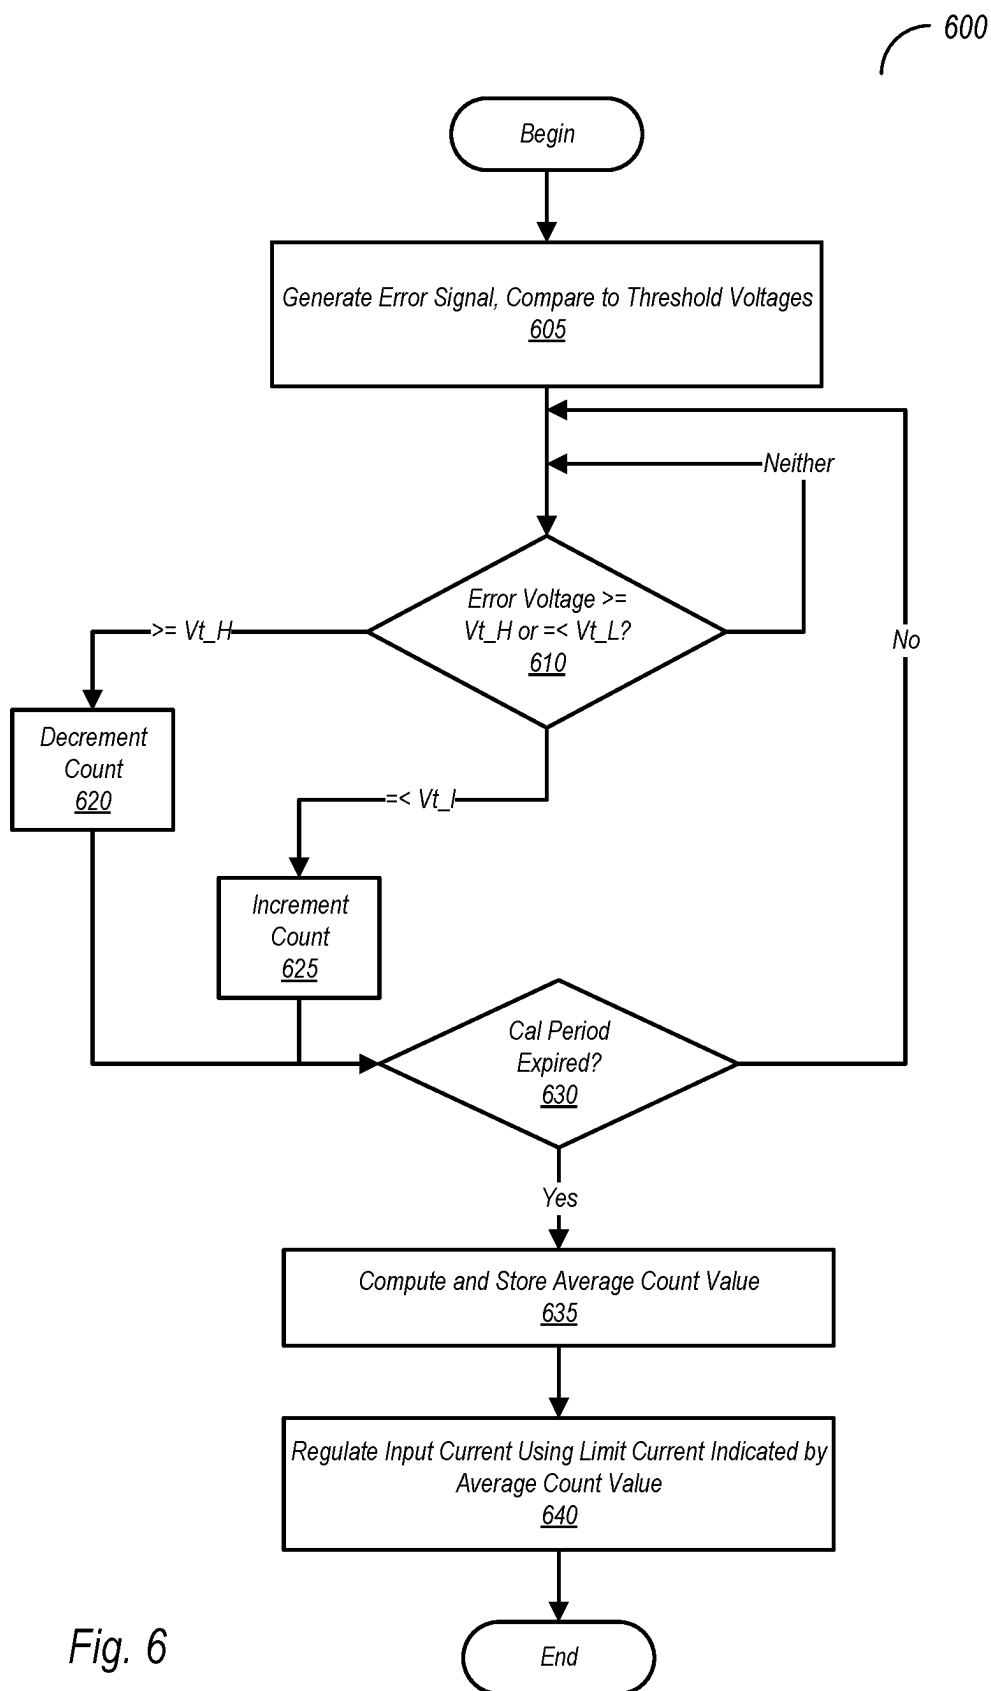 600
Begin
Generate Error Signal, Compare to Threshold Voltages
605
Neither
Error Voltage >=
Vt_H or =< Vt_L?
610
>= Vt_H
No
Decrement
Count
620
=< Vt_l
Increment
Count
625
Cal Period
Expired?
630
Yes
Compute and Store Average Count Value
635
Regulate Input Current Using Limit Current Indicated by
Average Count Value
640
End
Fig. 6